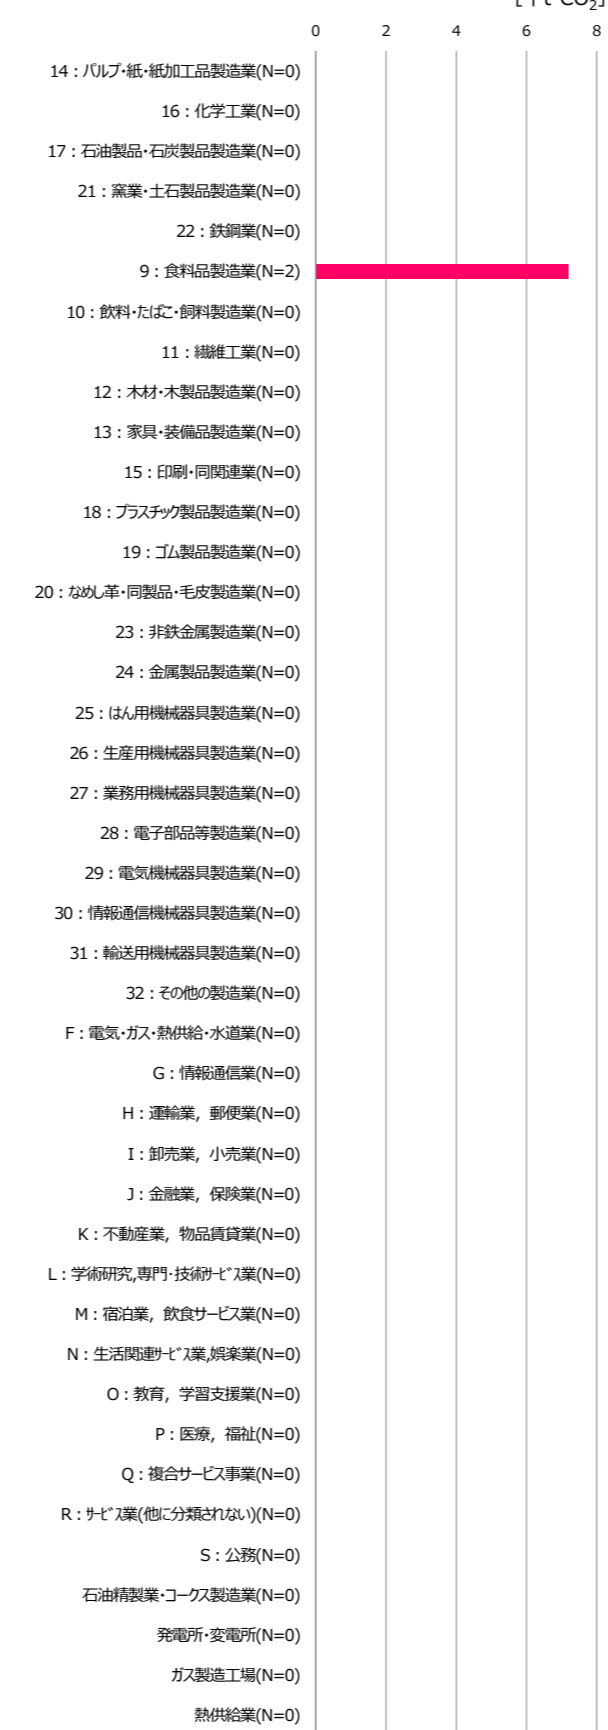 t-CO2]
0 2 4 6 8
14：パルプ・紙・紙加工品製造業(N=0)
16：化学工業(N=0)
17：石油製品・石炭製品製造業(N=0)
21：窯業・土石製品製造業(N=0)
22：鉄鋼業(N=0)
9：食料品製造業(N=2)
10：飲料・たばこ・飼料製造業(N=0)
11：繊維工業(N=0)
12：木材・木製品製造業(N=0)
13：家具・装備品製造業(N=0)
15：印刷・同関連業(N=0)
18：プラスチック製品製造業(N=0)
19：ゴム製品製造業(N=0)
20：なめし革・同製品・毛皮製造業(N=0)
23：非鉄金属製造業(N=0)
24：金属製品製造業(N=0)
25：はん用機械器具製造業(N=0)
26：生産用機械器具製造業(N=0)
27：業務用機械器具製造業(N=0)
28：電子部品等製造業(N=0)
29：電気機械器具製造業(N=0)
30：情報通信機械器具製造業(N=0)
31：輸送用機械器具製造業(N=0)
32：その他の製造業(N=0)
F：電気・ガス・熱供給・水道業(N=0)
G：情報通信業(N=0)
H：運輸業，郵便業(N=0)
I：卸売業，小売業(N=0)
J：金融業，保険業(N=0)
K：不動産業，物品賃貸業(N=0)
L：学術研究,専門・技術ｻｰﾋﾞｽ業(N=0)
M：宿泊業，飲食サービス業(N=0)
N：生活関連ｻｰﾋﾞｽ業,娯楽業(N=0)
O：教育，学習支援業(N=0)
P：医療，福祉(N=0)
Q：複合サービス事業(N=0)
R：ｻｰﾋﾞｽ業(他に分類されない)(N=0)
S：公務(N=0)
石油精製業・コークス製造業(N=0)
発電所・変電所(N=0)
ガス製造工場(N=0)
熱供給業(N=0)